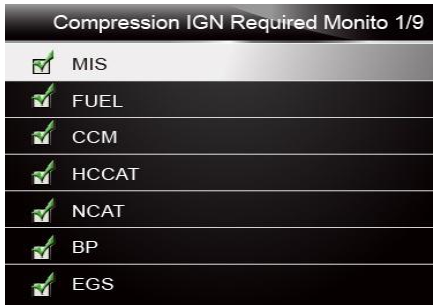 Compression IGN Required Monito 1/9
MIS
FUEL
CCM
HCCAT
NCAT
BP
EGS